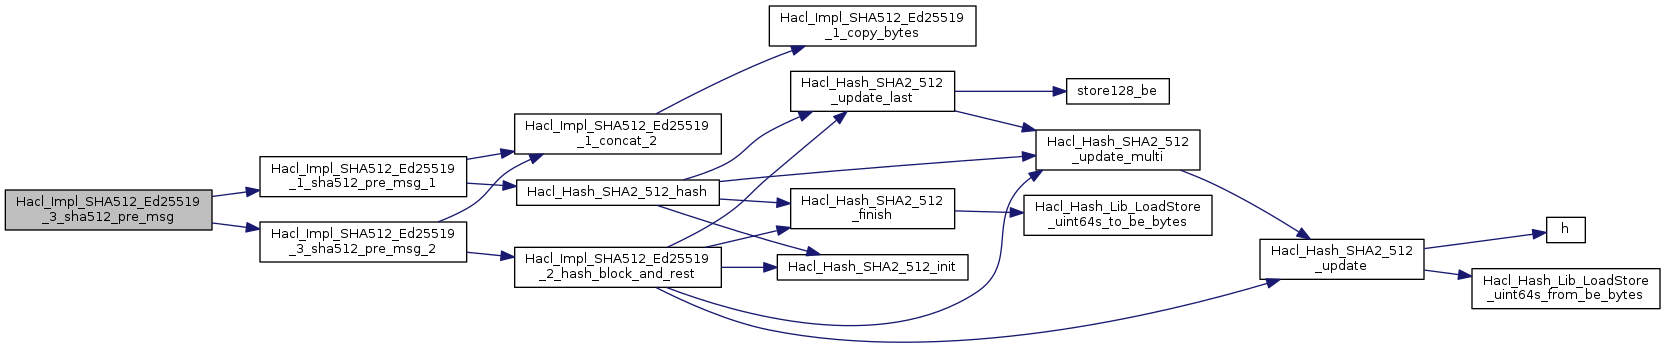 Hacl_Impl_SHA512_Ed25519
_3_sha512_pre_msg
Hacl_Impl_SHA512_Ed25519
_1_sha512_pre_msg_1
Hacl_Impl_SHA512_Ed25519
_3_sha512_pre_msg_2
Hacl_Impl_SHA512_Ed25519
_1_concat_2
Hacl_Hash_SHA2_512_hash
Hacl_Impl_SHA512_Ed25519
_2_hash_block_and_rest
Hacl_Impl_SHA512_Ed25519
_1_copy_bytes
Hacl_Hash_SHA2_512
_update_last
Hacl_Hash_SHA2_512
_finish
Hacl_Hash_SHA2_512_init
store128_be
Hacl_Hash_SHA2_512
_update_multi
Hacl_Hash_Lib_LoadStore
_uint64s_to_be_bytes
Hacl_Hash_SHA2_512
_update
h
Hacl_Hash_Lib_LoadStore
_uint64s_from_be_bytes